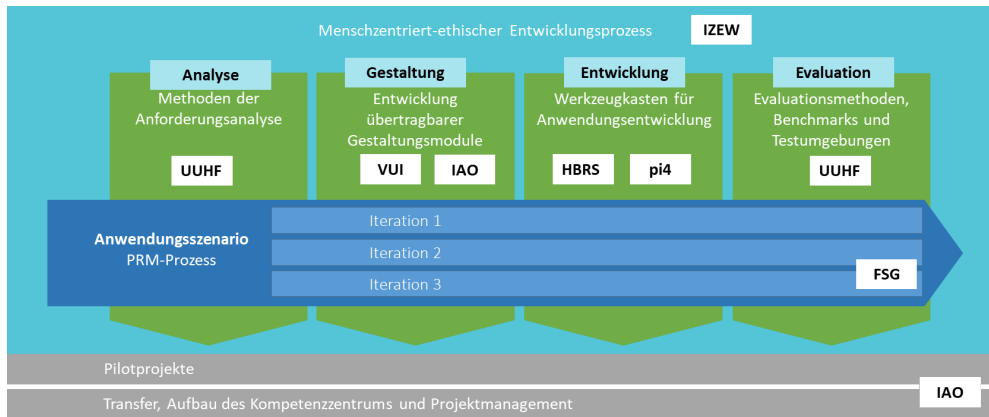 Menschzentriert-ethischer Entwicklungsprozess
IZEW
Analyse
Methoden der
Anforderungsanalyse
UUHF
Gestaltung
Entwicklung
übertragbarer
Gestaltungsmodule
VUI
IAO
Entwicklung
Werkzeugkasten für
Anwendungsentwicklung
HBRS
pi4
Evaluation
Evaluationsmethoden,
Benchmarks und
Testumgebungen
UUHF
Anwendungsszenario
PRM-Prozess
Iteration 1
Iteration 2
Iteration 3
FSG
Pilotprojekte
Transfer, Aufbau des Kompetenzzentrums und Projektmanagement
IAO